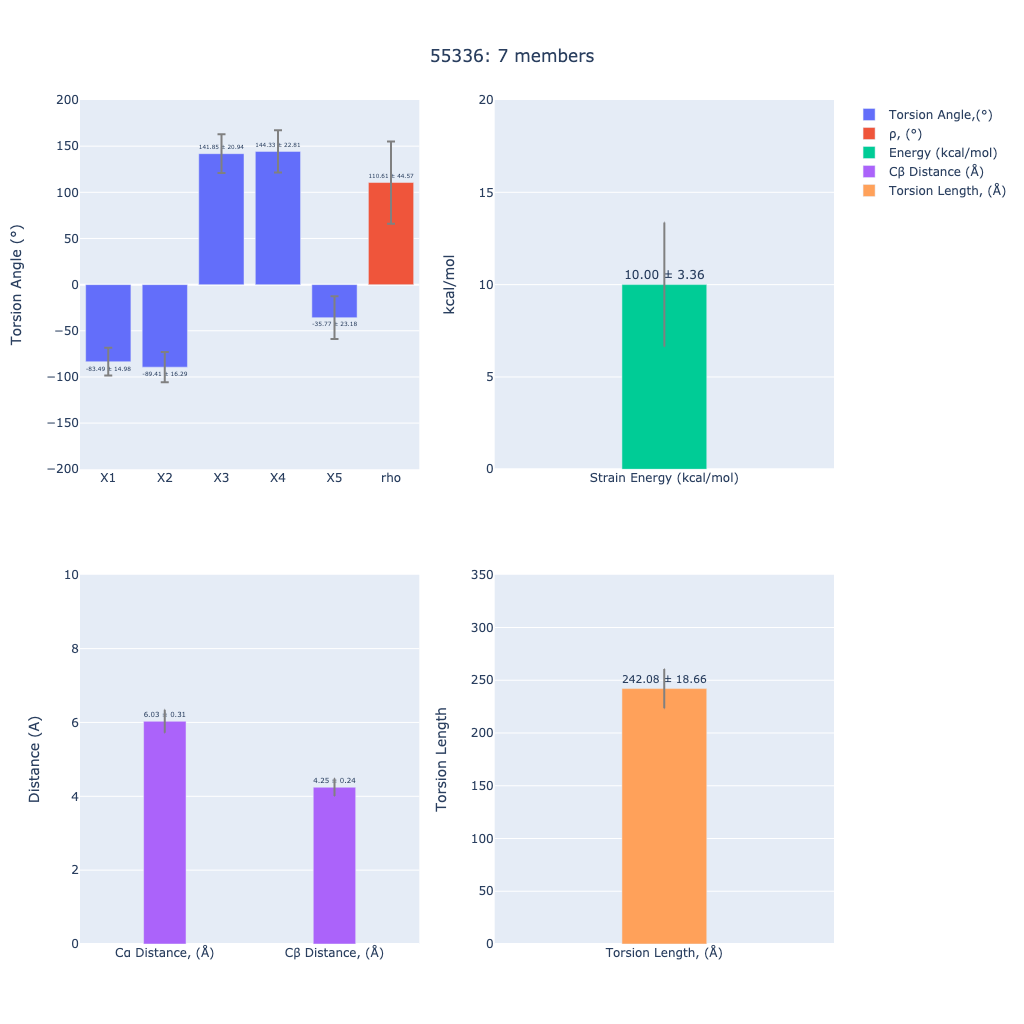 55336: 7 members
Torsion Angle (°)
200
150
100
50
0
−50
−100
−150
−200
-83.49 ± 14.98
-89.41 ± 16.29
141.85 ± 20.94
144.33 ± 22.81
-35.77 ± 23.18
110.61 ± 44.57
X1 X2 X3 X4 X5 rho
kcal/mol
20
15
10
5
0
10.00 ± 3.36
Strain Energy (kcal/mol)
Torsion Angle,(°)
ρ, (°)
Energy (kcal/mol)
Cβ Distance (Å)
Torsion Length, (Å)
Distance (A)
10
8
6
4
2
0
6.03 ± 0.31
4.25 ± 0.24
Cα Distance, (Å) Cβ Distance, (Å)
Torsion Length
350
300
250
200
150
100
50
0
242.08 ± 18.66
Torsion Length, (Å)